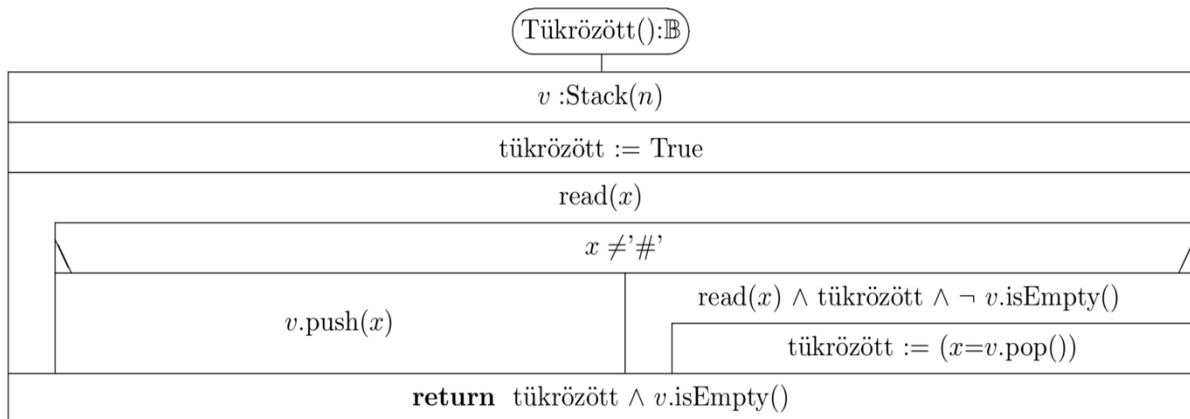 Tükrözött():𝔹
v :Stack(n)
tükrözött := True
read(x)
x ≠'#'
v.push(x)
read(x) ∧ tükrözött ∧ ¬ v.isEmpty()
tükrözött := (x=v.pop())
return tükrözött ∧ v.isEmpty()